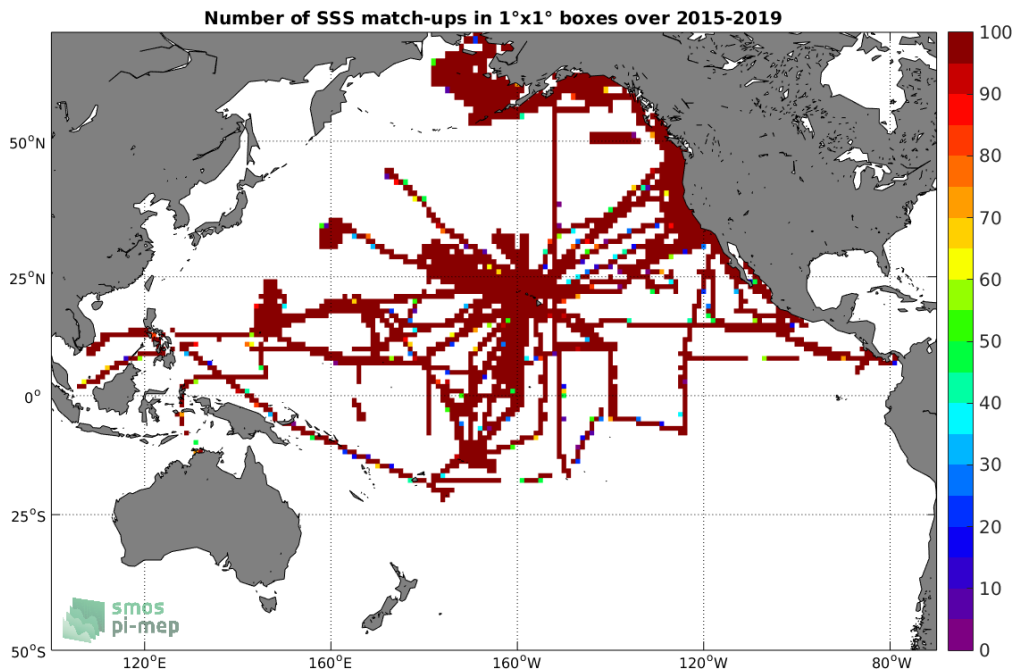 Number of SSS match-ups in 1°x1° boxes over 2015-2019
50°N
25°N
0°
25°S
50°S
120°E
160°E
160°W
120°W
80°W
100
90
80
70
60
50
40
30
20
10
0
smos
pi-mep